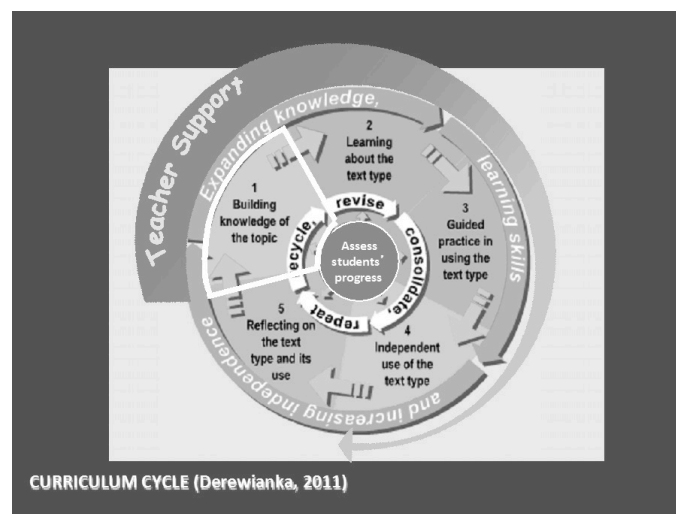 Teacher Support
Expanding knowledge,
learning skills
and increasing independence
1
Building
knowledge of
the topic
2
Learning
about the
text type
3
Guided
practice in
using the
text type
4
Independent
use of the
text type
5
Reflecting on
the text
type and its
use
revise
consolidate,
repeat
recycle,
Assess
students´
progress
CURRICULUM CYCLE (Derewianka, 2011)